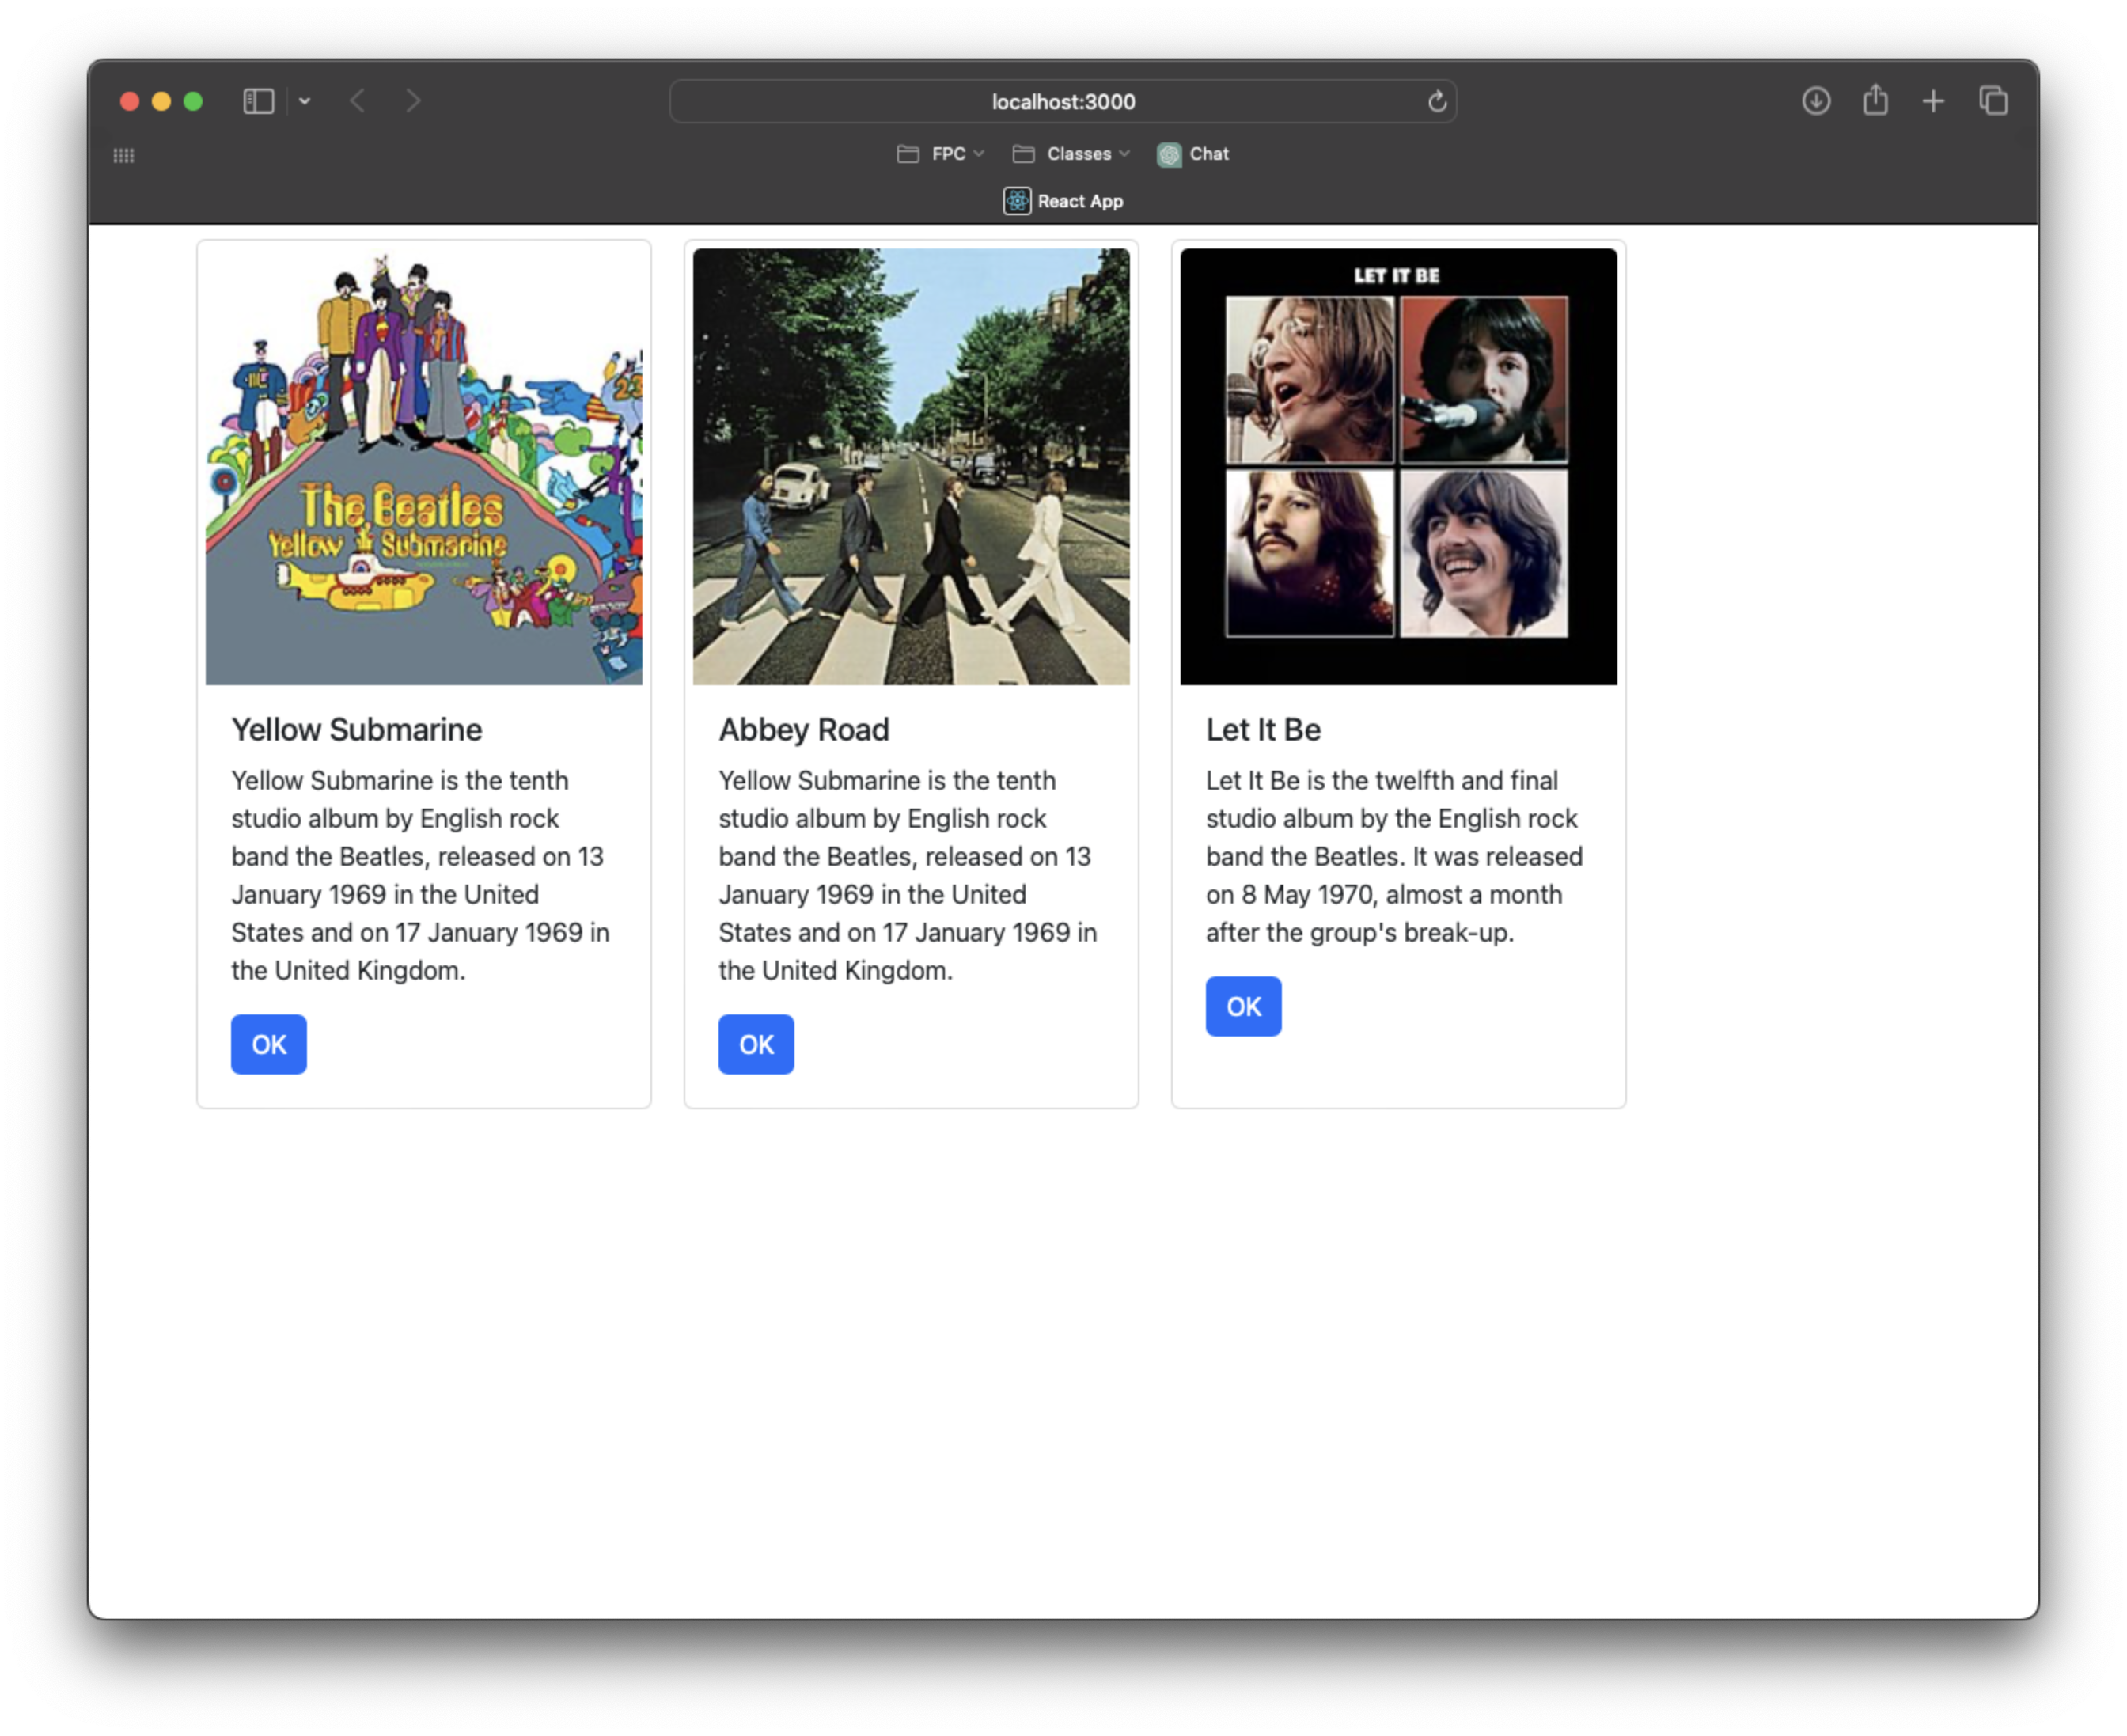 localhost:3000
FPC
Classes
Chat
React App
The Beatles
Yellow Submarine
LET IT BE
Yellow Submarine
Yellow Submarine is the tenth
studio album by English rock
band the Beatles, released on 13
January 1969 in the United
States and on 17 January 1969 in
the United Kingdom.
OK
Abbey Road
Yellow Submarine is the tenth
studio album by English rock
band the Beatles, released on 13
January 1969 in the United
States and on 17 January 1969 in
the United Kingdom.
OK
Let It Be
Let It Be is the twelfth and final
studio album by the English rock
band the Beatles. It was released
on 8 May 1970, almost a month
after the group's break-up.
OK